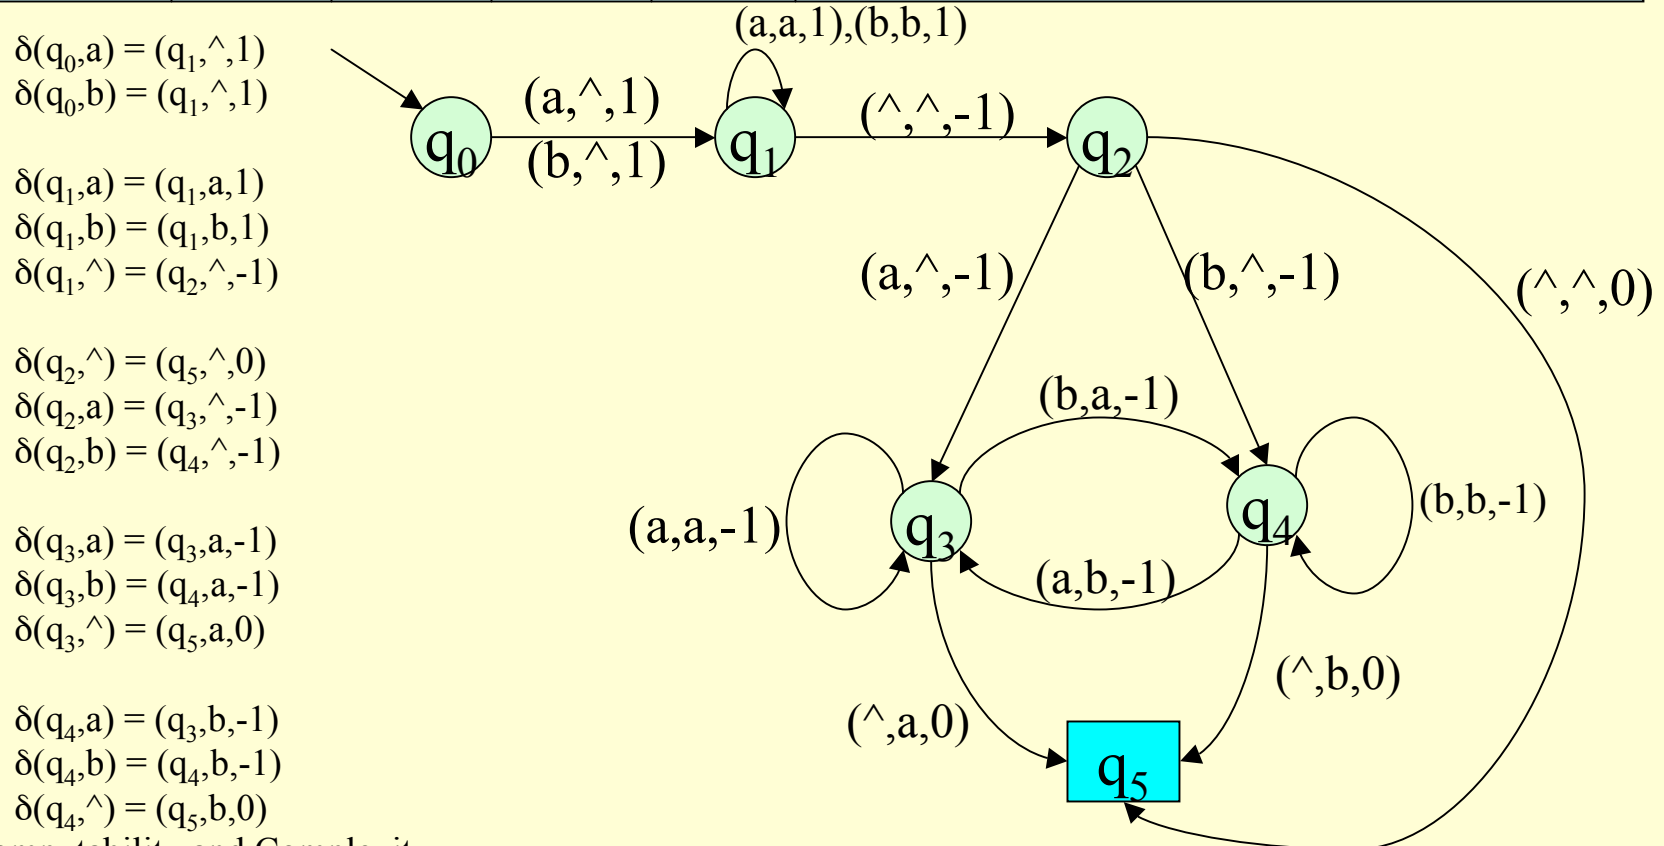 δ(q₀,a) = (q₁,^,1)
δ(q₀,b) = (q₁,^,1)
δ(q₁,a) = (q₁,a,1)
δ(q₁,b) = (q₁,b,1)
δ(q₁,^) = (q₂,^,-1)
δ(q₂,^) = (q₅,^,0)
δ(q₂,a) = (q₃,^,-1)
δ(q₂,b) = (q₄,^,-1)
δ(q₃,a) = (q₃,a,-1)
δ(q₃,b) = (q₄,a,-1)
δ(q₃,^) = (q₅,a,0)
δ(q₄,a) = (q₃,b,-1)
δ(q₄,b) = (q₄,b,-1)
δ(q₄,^) = (q₅,b,0)
(a,a,1),(b,b,1)
(a,^,1)
(^,^,-1)
q₀
q₁
q₂
(b,^,1)
(a,^,-1)
(b,^,-1)
(^,^,0)
(b,a,-1)
(a,a,-1)
q₃
q₄
(b,b,-1)
(a,b,-1)
(^,b,0)
(^,a,0)
q₅
and